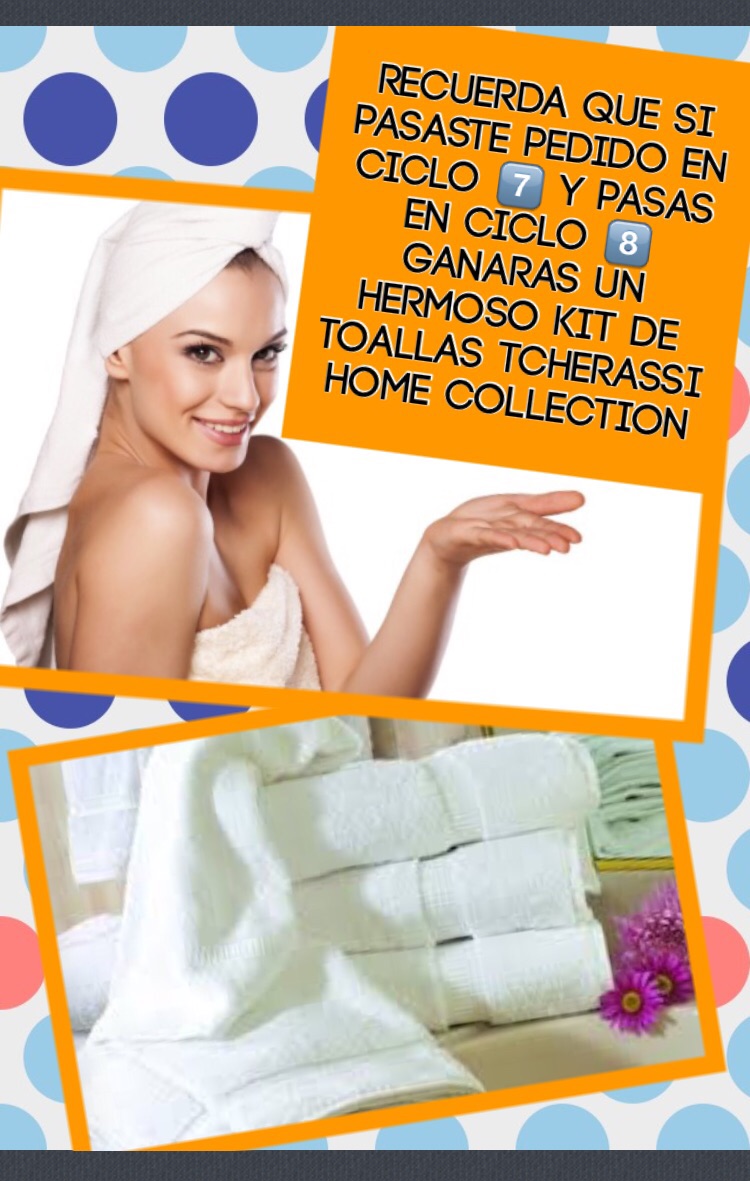 RECUERDA QUE SI
PASASTE PEDIDO EN
CICLO 7️⃣ Y PASAS
EN CICLO 8️⃣
GANARAS UN
HERMOSO KIT DE
TOALLAS TCHERASSI
HOME COLLECTION